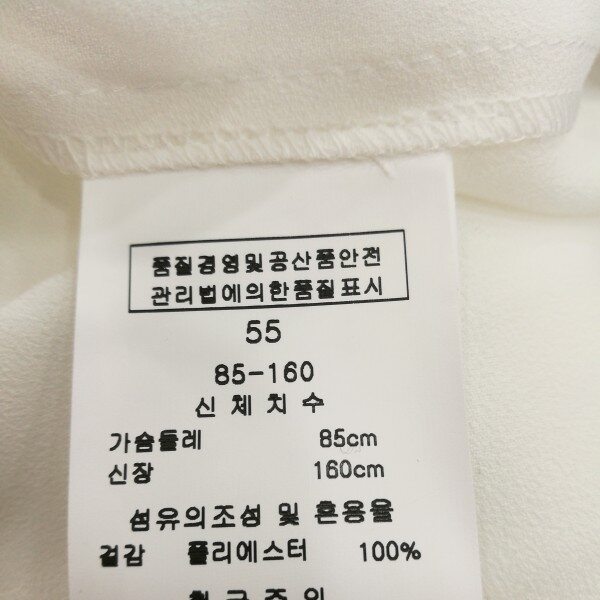 품질경영및공산품안전
관리법에의한품질표시
55
85-160
신체치수
가슴둘레 85cm
신장 160cm
섬유의조성 및 혼용율
겉감 폴리에스터 100%